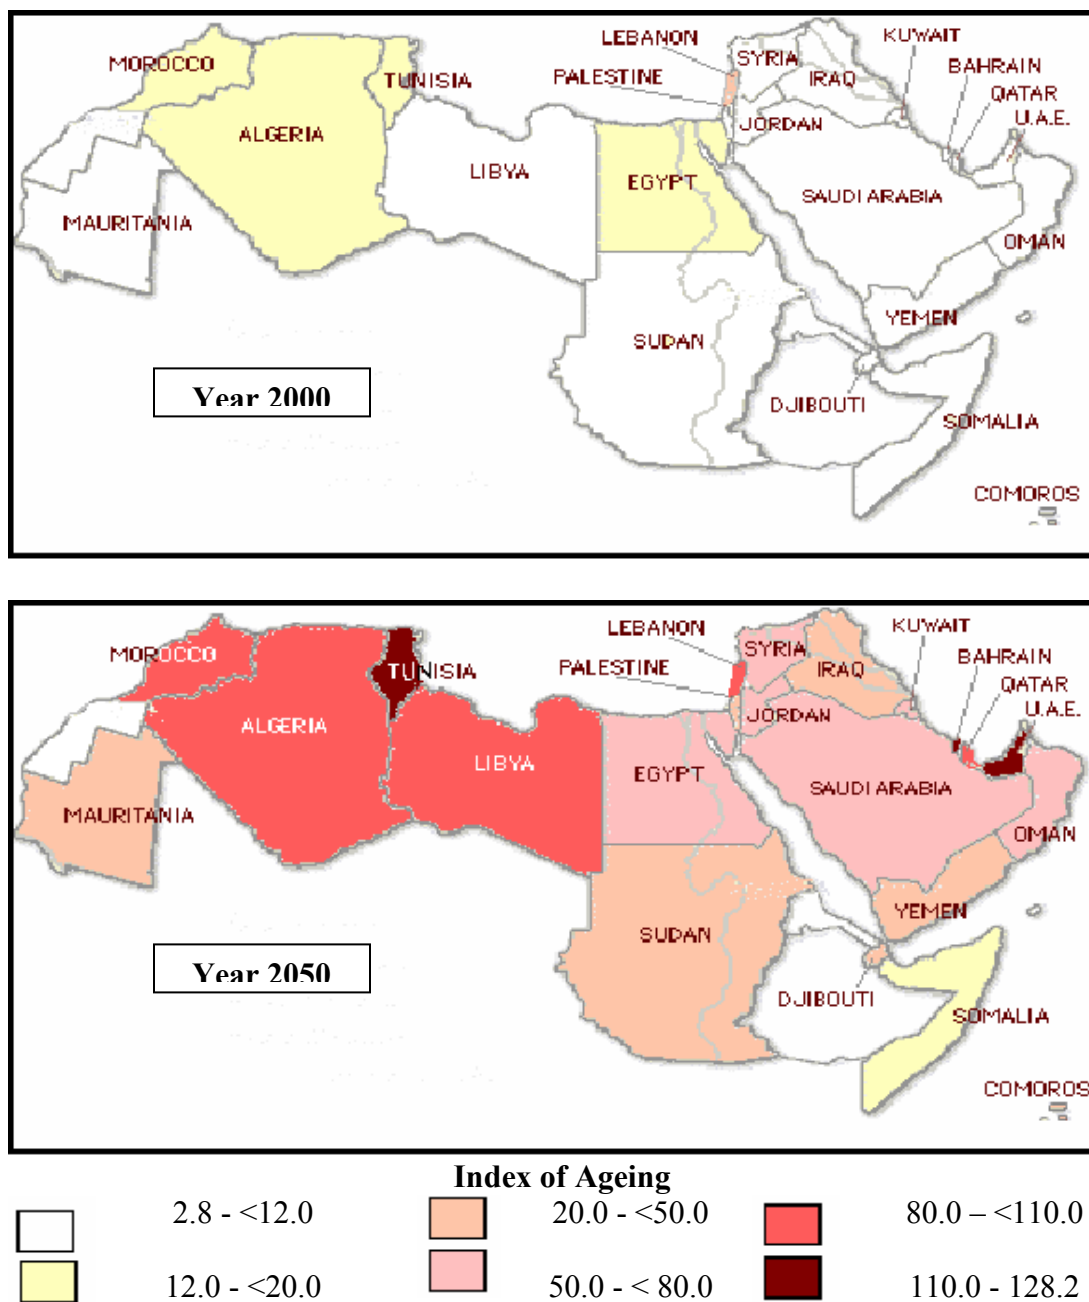 LEBANON
KUWAIT
MOROCCO
SYRIA
BAHRAIN
TUNISIA
PALESTINE
IRAQ
QATAR
U.A.E.
ALGERIA
JORDAN
LIBYA
EGYPT
SAUDI ARABIA
MAURITANIA
OMAN
YEMEN
SUDAN
Year 2000
DJIBOUTI
SOMALIA
COMOROS
LEBANON
KUWAIT
MOROCCO
SYRIA
BAHRAIN
TUNISIA
PALESTINE
IRAQ
QATAR
U.A.E.
ALGERIA
JORDAN
LIBYA
EGYPT
SAUDI ARABIA
MAURITANIA
OMAN
YEMEN
SUDAN
Year 2050
DJIBOUTI
SOMALIA
COMOROS
Index of Ageing
2.8 - <12.0
20.0 - <50.0
80.0 – <110.0
12.0 - <20.0
50.0 - < 80.0
110.0 - 128.2